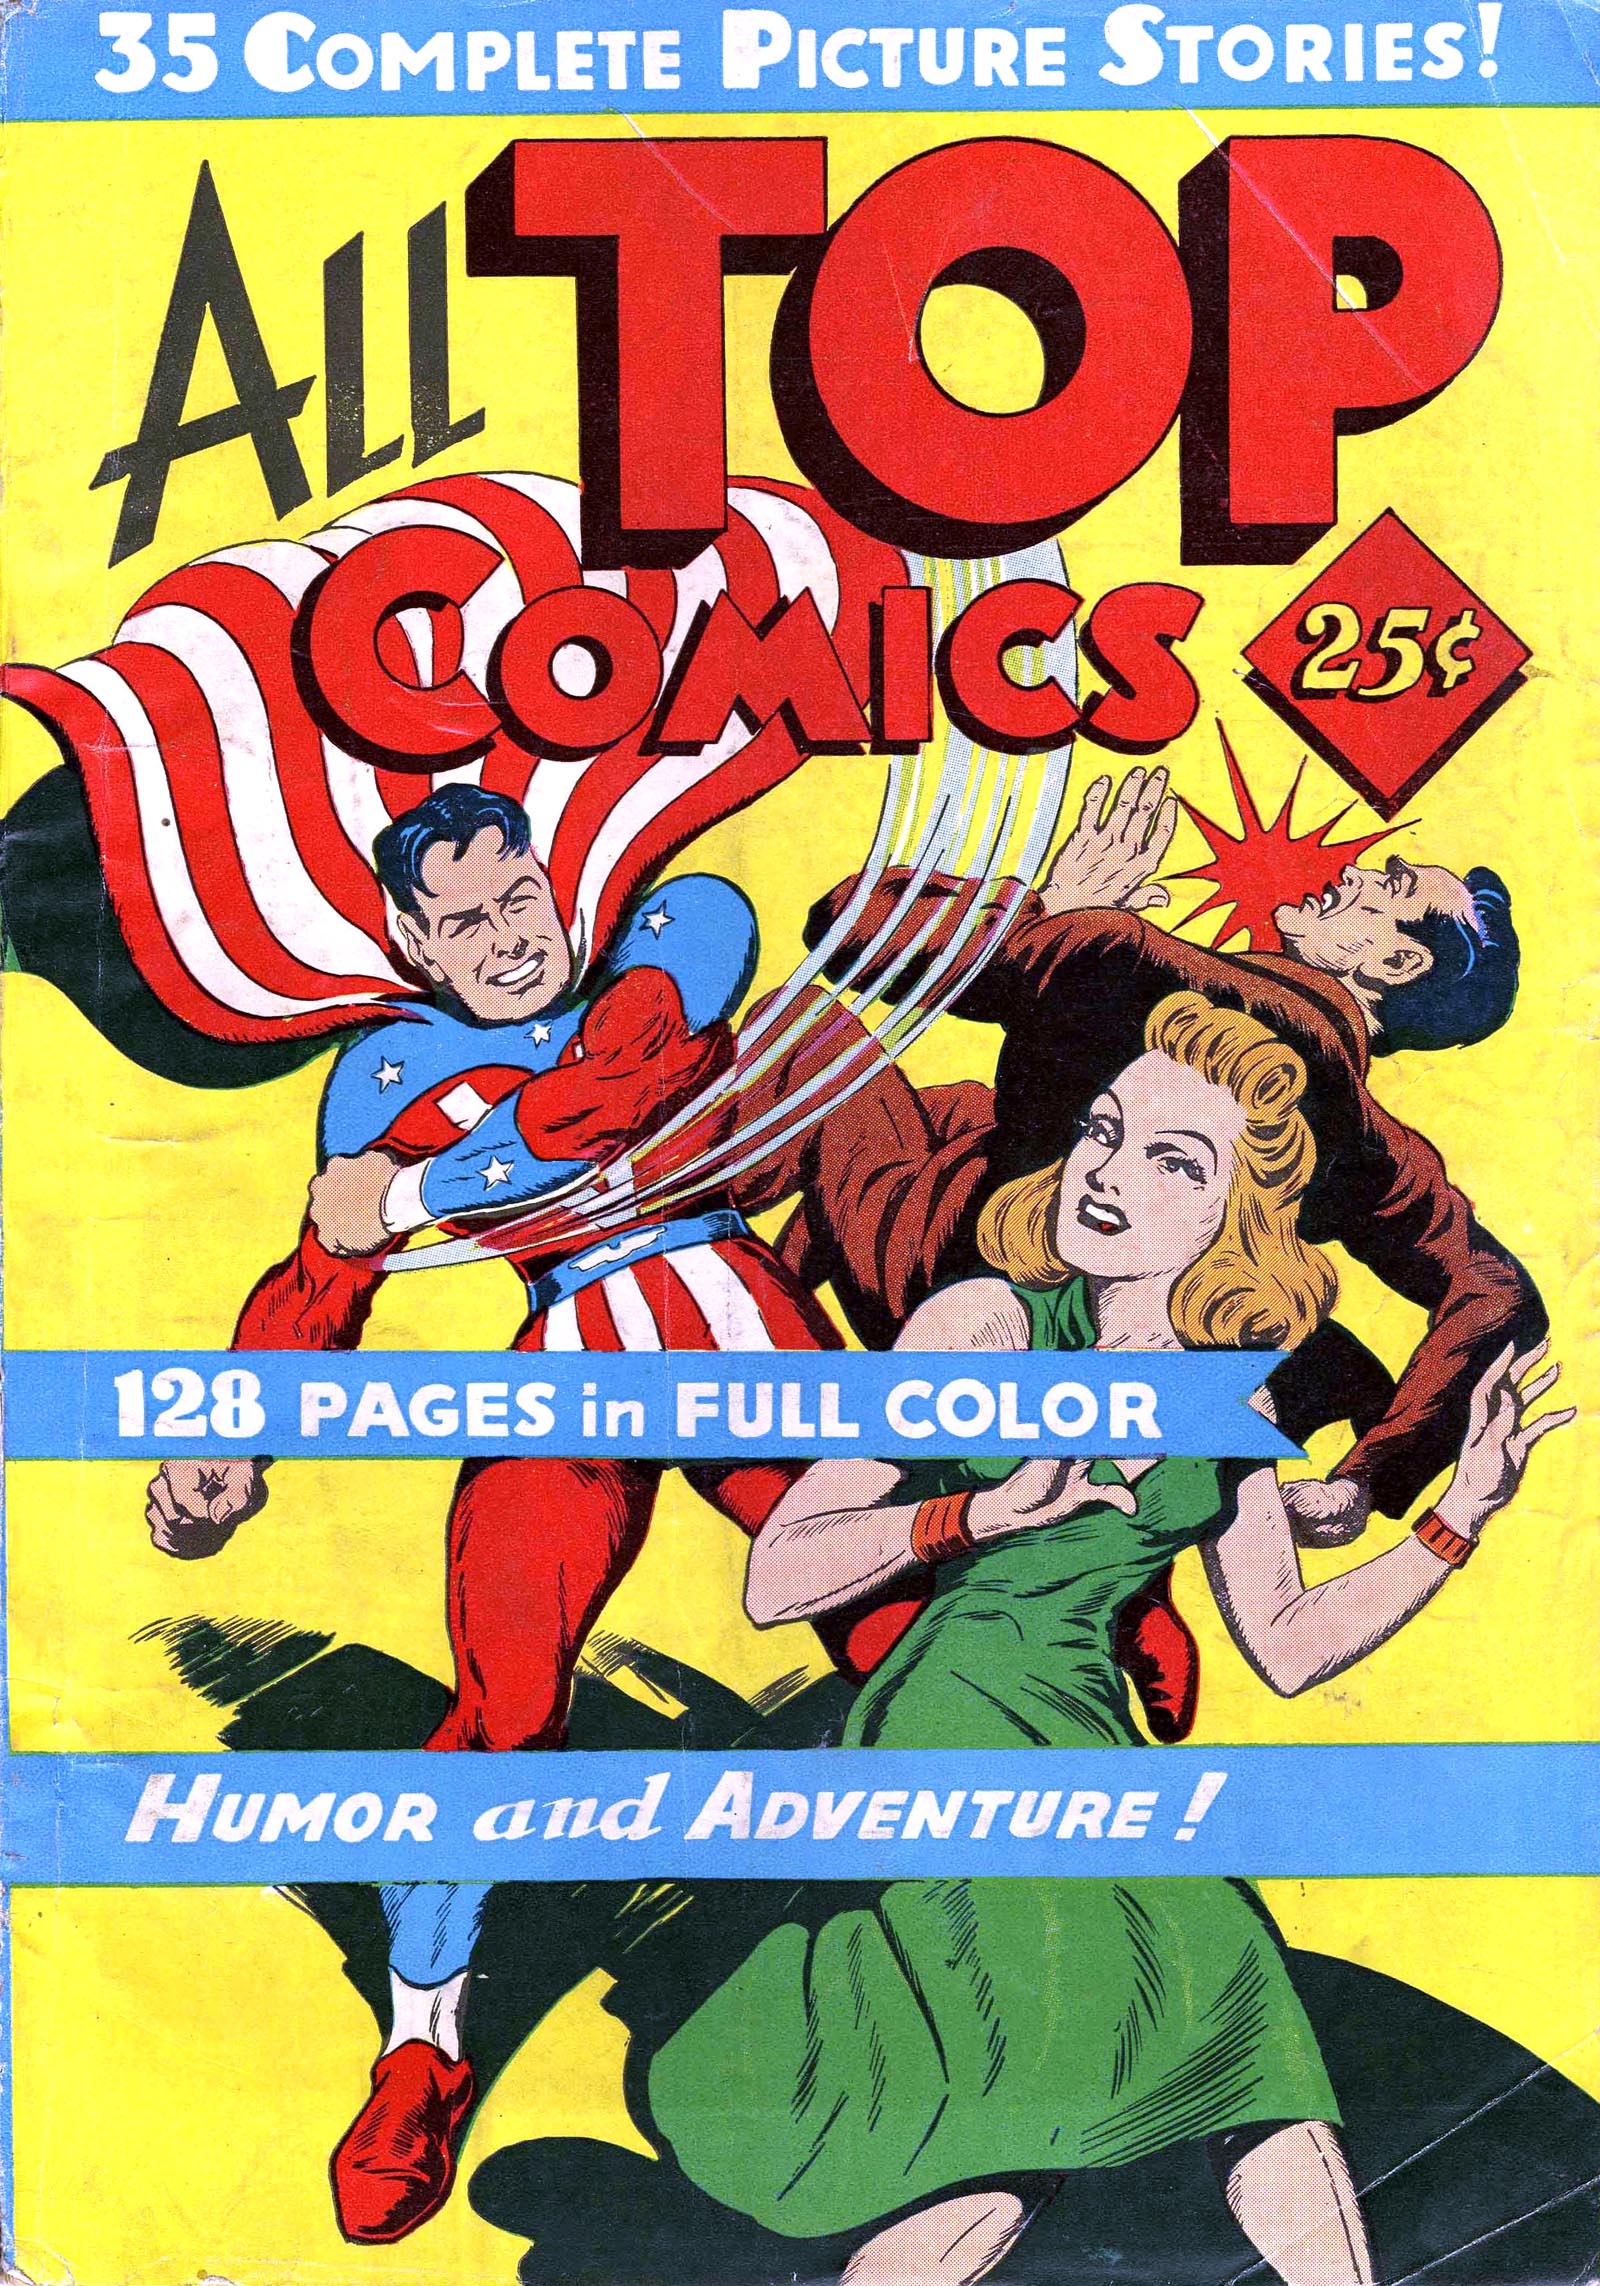 35 COMPLETE PICTURE STORIES!
ALL TOP
COMICS
25¢
128 PAGES in FULL COLOR
HUMOR and ADVENTURE!